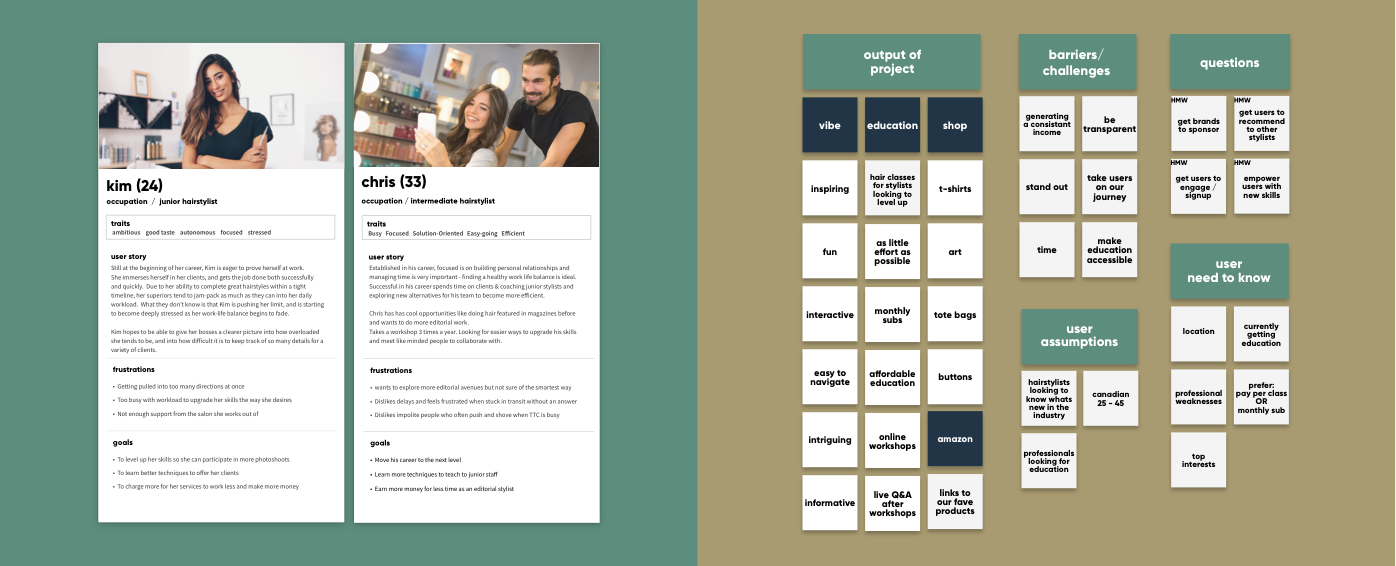 kim (24)
occupation / junior hairstylist
traits
ambitious good taste autonomous focused stressed
user story
Still at the beginning of her career, Kim is eager to prove herself at work.
She immerses herself in her clients, and gets the job done both successfully
and quickly. Due to her ability to complete great hairstyles within a tight
timeline, her superiors tend to jam-pack as much as they can into her daily
workload. What they don't know is that Kim is pushing her limit, and is starting
to become deeply stressed as her work-life balance begins to fade.
Kim hopes to be able to give her bosses a clearer picture into how overloaded
she tends to be, and into how difficult it is to keep track of so many details for a
variety of clients.
frustrations
• Getting pulled into too many directions at once
• Too busy with workload to upgrade her skills the way she desires
• Not enough support from the salon she works out of
goals
• To level up her skills so she can participate in more photoshoots
• To learn better techniques to offer her clients
• To charge more for her services to work less and make more money
chris (33)
occupation / intermediate hairstylist
traits
Busy Focused Solution-Oriented Easy-going Efficient
user story
Established in his career, focused is on building personal relationships and
managing time is very important - finding a healthy work life balance is ideal.
Successful in his career spends time on clients & coaching junior stylists and
exploring new alternatives for his team to become more efficient.
Chris has has cool opportunities like doing hair featured in magazines before
and wants to do more editorial work.
Takes a workshop 3 times a year. Looking for easier ways to upgrade his skills
and meet like minded people to collaborate with.
frustrations
• wants to explore more editorial avenues but not sure of the smartest way
• Dislikes delays and feels frustrated when stuck in transit without an answer
• Dislikes impolite people who often push and shove when TTC is busy
goals
• Move his career to the next level
• Learn more techniques to teach to junior staff
• Earn more money for less time as an editorial stylist
output of
project
vibe
education
shop
inspiring
hair classes
for stylists
looking to
level up
t-shirts
fun
as little
effort as
possible
art
interactive
monthly
subs
tote bags
easy to
navigate
affordable
education
buttons
intriguing
online
workshops
amazon
informative
live Q&A
after
workshops
links to
our fave
products
barriers/
challenges
generating
a consistant
income
be
transparent
stand out
take users
on our
journey
time
make
education
accessible
user
assumptions
hairstylists
looking to
know whats
new in the
industry
canadian
25 - 45
professionals
looking for
education
questions
HMW
get brands
to sponsor
HMW
get users to
recommend
to other
stylists
HMW
get users to
engage /
signup
HMW
empower
users with
new skills
user
need to know
location
currently
getting
education
professional
weaknesses
prefer:
pay per class
OR
monthly sub
top
interests